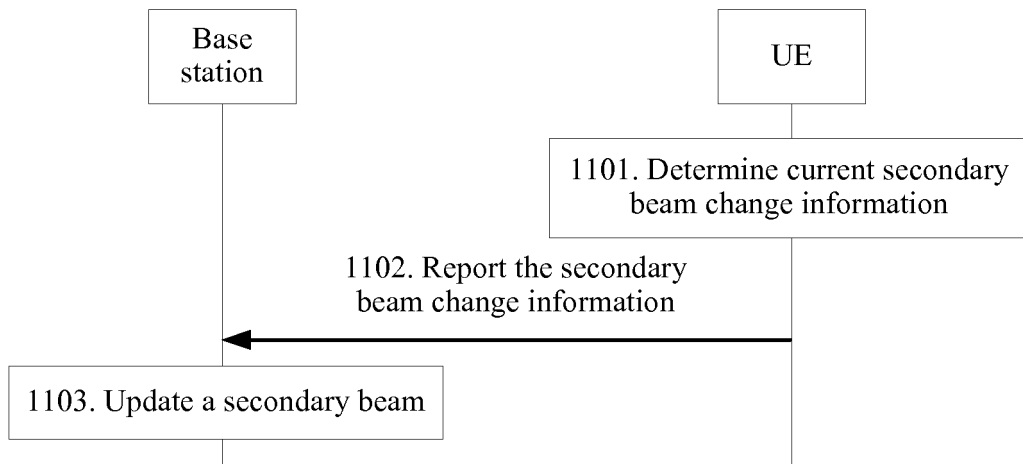 Base
station
UE
1101. Determine current secondary
beam change information
1102. Report the secondary
beam change information
1103. Update a secondary beam